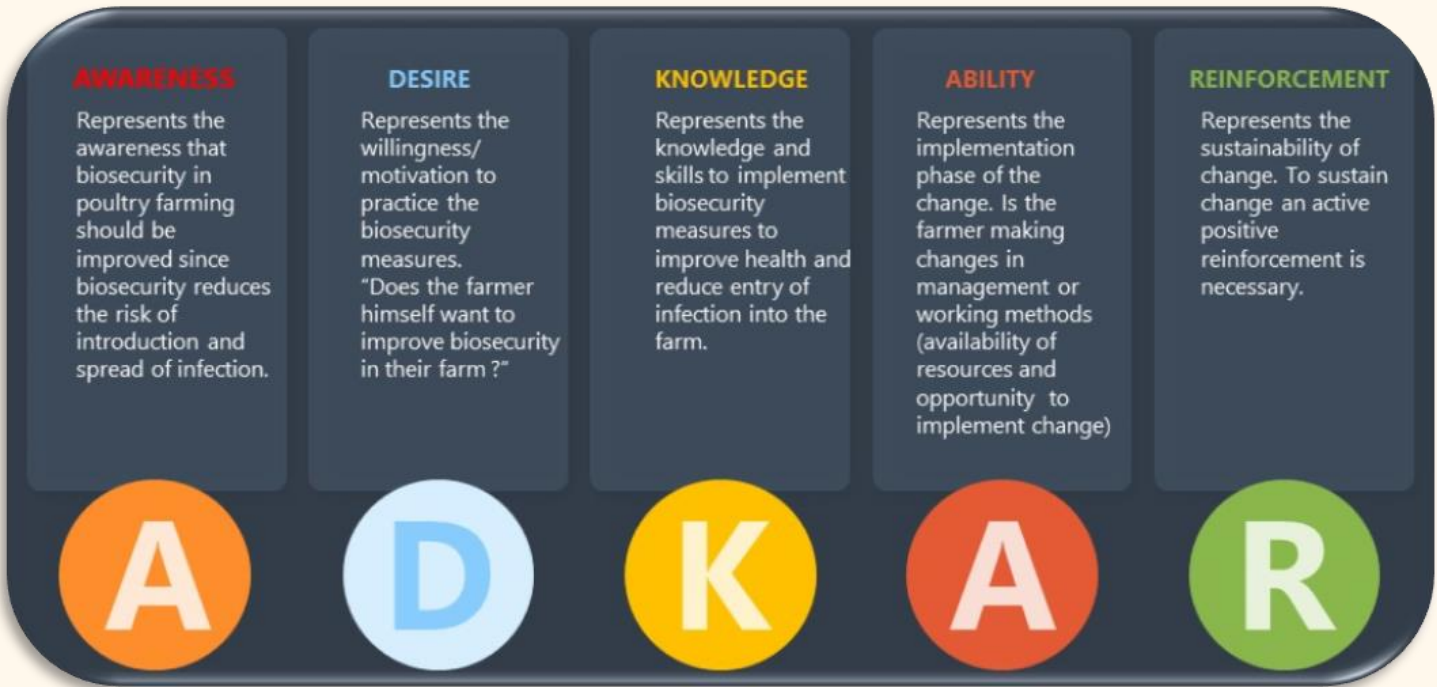 AWARENESS
Represents the
awareness that
biosecurity in
poultry farming
should be
improved since
biosecurity reduces
the risk of
introduction and
spread of infection.
A
DESIRE
Represents the
willingness/
motivation to
practice the
biosecurity
measures.
"Does the farmer
himself want to
improve biosecurity
in their farm ?"
D
KNOWLEDGE
Represents the
knowledge and
skills to implement
biosecurity
measures to
improve health and
reduce entry of
infection into the
farm.
K
ABILITY
Represents the
implementation
phase of the
change. Is the
farmer making
changes in
management or
working methods
(availability of
resources and
opportunity to
implement change)
A
REINFORCEMENT
Represents the
sustainability of
change. To sustain
change an active
positive
reinforcement is
necessary.
R